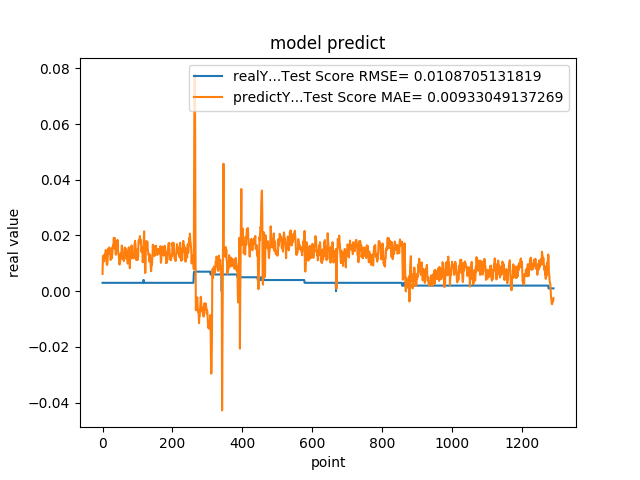 model predict
realY...Test Score RMSE= 0.0108705131819
predictY...Test Score MAE= 0.00933049137269
real value
0.08
0.06
0.04
0.02
0.00
−0.02
−0.04
0 200 400 600 800 1000 1200
point